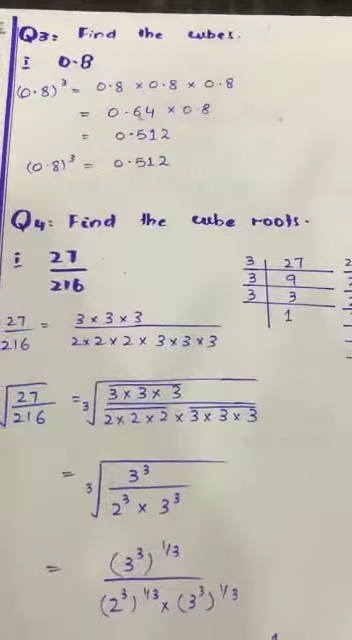 Q3: Find the cubes.
i 0.8
(0.8)³ = 0.8 × 0.8 × 0.8
= 0.64 × 0.8
= 0.512
(0.8)³ = 0.512
Q4: Find the cube roots.
i 27/216
3 | 27
3 | 9
3 | 3
1
27/216 = 3 × 3 × 3 / 2 × 2 × 2 × 3 × 3 × 3
√27/216 = ³√3 × 3 × 3 / 2 × 2 × 2 × 3 × 3 × 3
= ³√3³ / 2³ × 3³
= (3³)^1/3 / (2³)^1/3 × (3³)^1/3